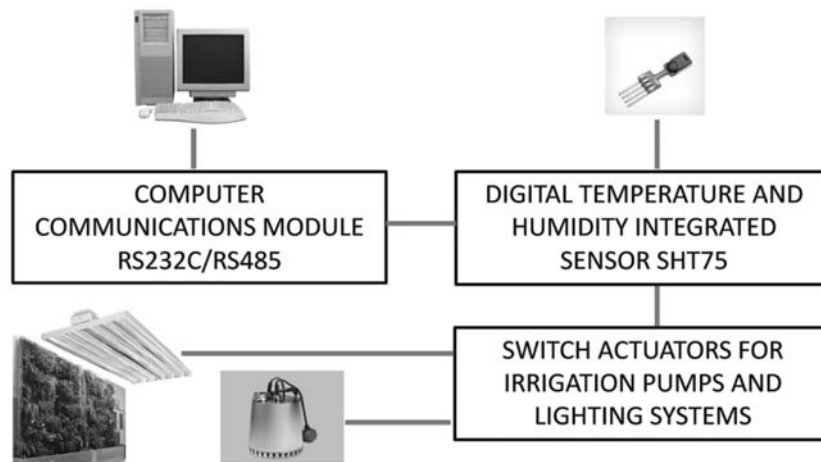 COMPUTER
COMMUNICATIONS MODULE
RS232C/RS485
DIGITAL TEMPERATURE AND
HUMIDITY INTEGRATED
SENSOR SHT75
SWITCH ACTUATORS FOR
IRRIGATION PUMPS AND
LIGHTING SYSTEMS